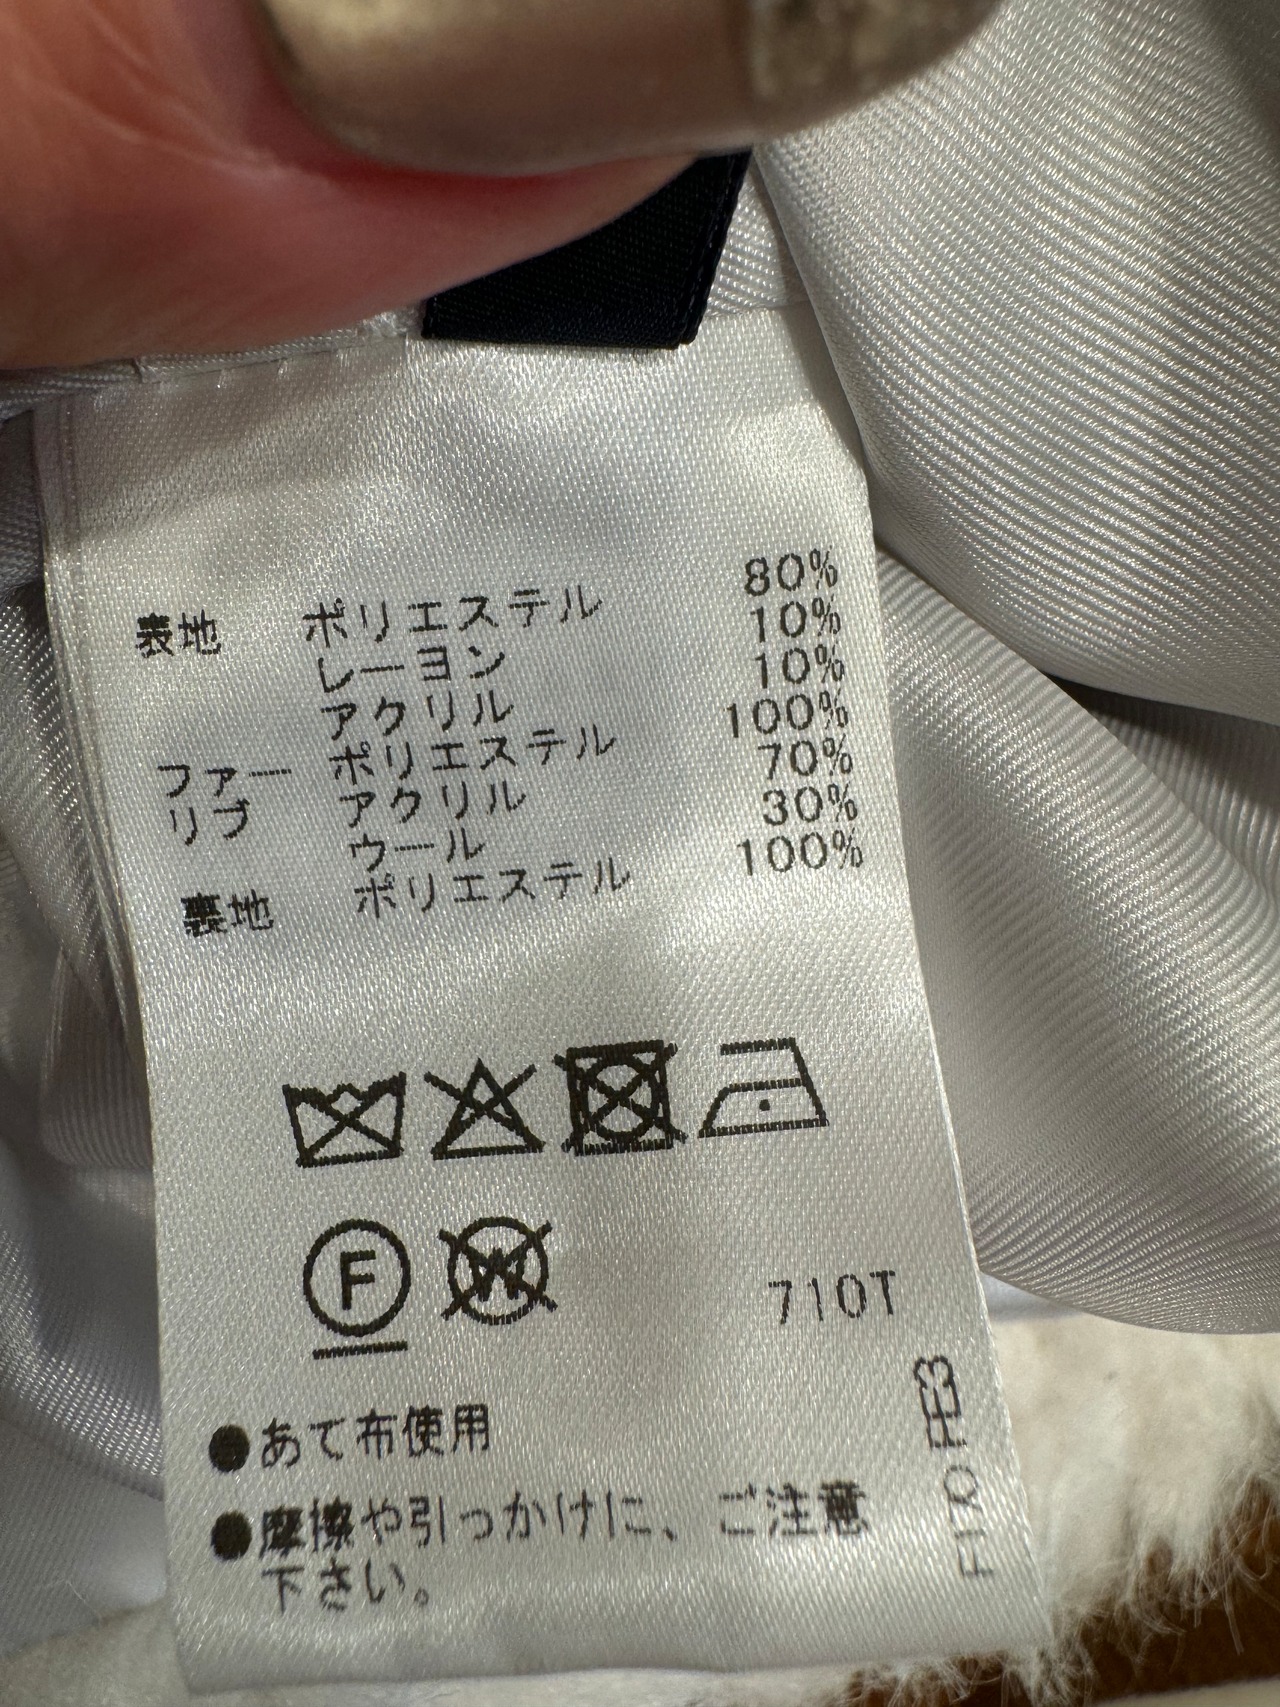 表地 ポリエステル 80%
レーヨン 10%
アクリル 10%
ファー ポリエステル 100%
リブ アクリル 70%
ウール 30%
裏地 ポリエステル 100%
F
W
710T
●あて布使用
●摩擦や引っかけに、ご注意
下さい。